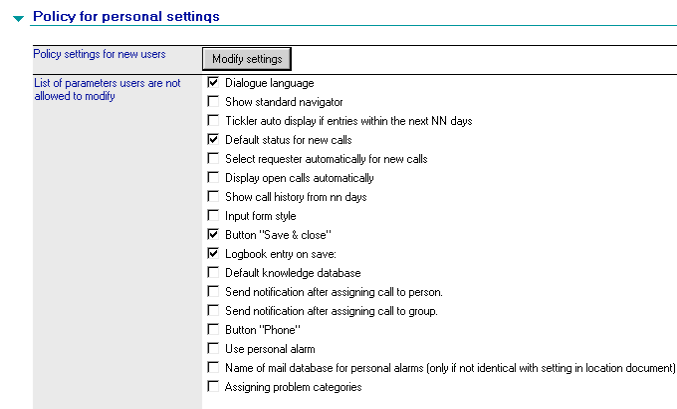 Policy for personal settings
Policy settings for new users
Modify settings
List of parameters users are not
allowed to modify
Dialogue language
Show standard navigator
Tickler auto display if entries within the next NN days
Default status for new calls
Select requester automatically for new calls
Display open calls automatically
Show call history from nn days
Input form style
Button "Save & close"
Logbook entry on save:
Default knowledge database
Send notification after assigning call to person.
Send notification after assigning call to group.
Button "Phone"
Use personal alarm
Name of mail database for personal alarms (only if not identical with setting in location document)
Assigning problem categories